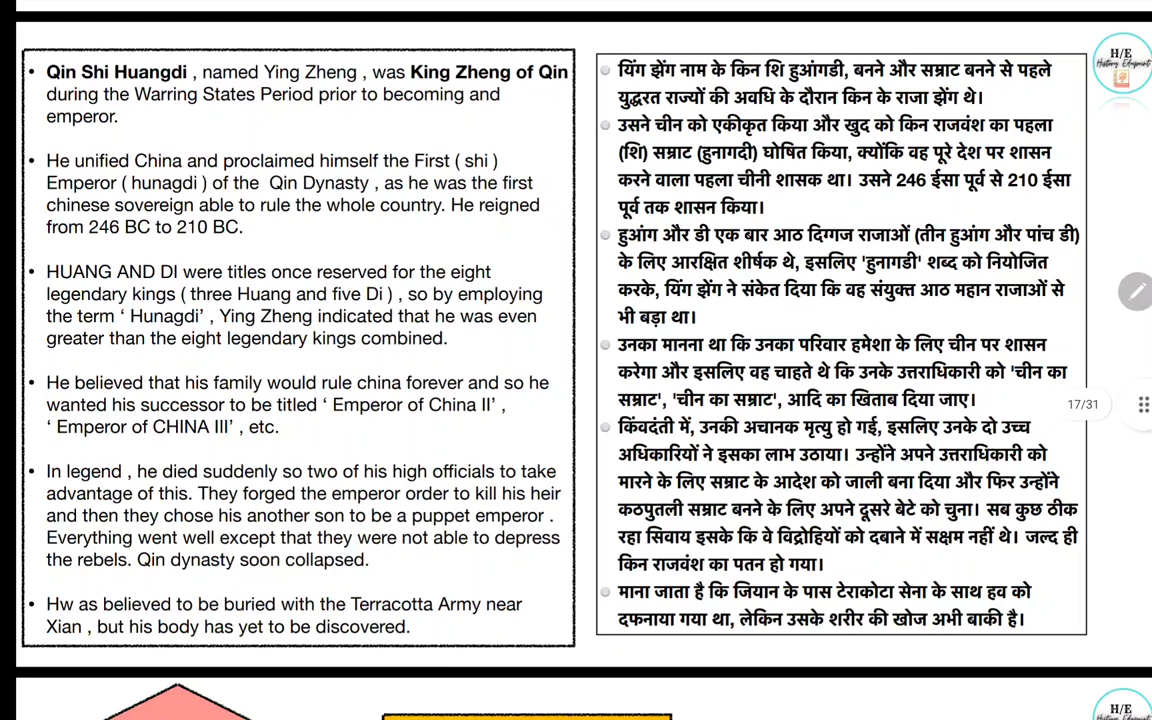 • Qin Shi Huangdi , named Ying Zheng , was King Zheng of Qin
during the Warring States Period prior to becoming and
emperor.
• He unified China and proclaimed himself the First ( shi )
Emperor ( hunagdi ) of the Qin Dynasty , as he was the first
chinese sovereign able to rule the whole country. He reigned
from 246 BC to 210 BC.
• HUANG AND DI were titles once reserved for the eight
legendary kings ( three Huang and five Di ) , so by employing
the term ‘ Hunagdi’ , Ying Zheng indicated that he was even
greater than the eight legendary kings combined.
• He believed that his family would rule china forever and so he
wanted his successor to be titled ‘ Emperor of China II’ ,
‘ Emperor of CHINA III’ , etc.
• In legend , he died suddenly so two of his high officials to take
advantage of this. They forged the emperor order to kill his heir
and then they chose his another son to be a puppet emperor .
Everything went well except that they were not able to depress
the rebels. Qin dynasty soon collapsed.
• Hw as believed to be buried with the Terracotta Army near
Xian , but his body has yet to be discovered.
यिंग झेंग नाम के किन शि हुआंगडी, बनने और सम्राट बनने से पहले
युद्धरत राज्यों की अवधि के दौरान किन के राजा झेंग थे।
उसने चीन को एकीकृत किया और खुद को किन राजवंश का पहला
(शि) सम्राट (हुनागदी) घोषित किया, क्योंकि वह पूरे देश पर शासन
करने वाला पहला चीनी शासक था। उसने 246 ईसा पूर्व से 210 ईसा
पूर्व तक शासन किया।
हुआंग और डी एक बार आठ दिग्गज राजाओं (तीन हुआंग और पांच डी)
के लिए आरक्षित शीर्षक थे, इसलिए 'हुनागडी' शब्द को नियोजित
करके, यिंग झेंग ने संकेत दिया कि वह संयुक्त आठ महान राजाओं से
भी बड़ा था।
उनका मानना था कि उनका परिवार हमेशा के लिए चीन पर शासन
करेगा और इसलिए वह चाहते थे कि उनके उत्तराधिकारी को 'चीन का
सम्राट', 'चीन का सम्राट', आदि का खिताब दिया जाए।
किंवदंती में, उनकी अचानक मृत्यु हो गई, इसलिए उनके दो उच्च
अधिकारियों ने इसका लाभ उठाया। उन्होंने अपने उत्तराधिकारी को
मारने के लिए सम्राट के आदेश को जाली बना दिया और फिर उन्होंने
कठपुतली सम्राट बनने के लिए अपने दूसरे बेटे को चुना। सब कुछ ठीक
रहा सिवाय इसके कि वे विद्रोहियों को दबाने में सक्षम नहीं थे। जल्द ही
किन राजवंश का पतन हो गया।
माना जाता है कि जियान के पास टेराकोटा सेना के साथ हव को
दफनाया गया था, लेकिन उसके शरीर की खोज अभी बाकी है।
H/E
17/31
H/E